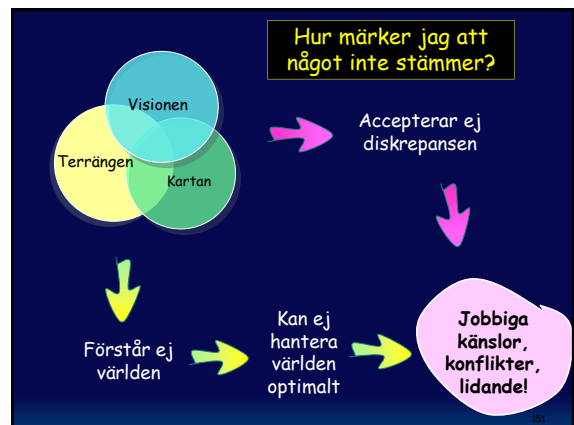 Hur märker jag att
något inte stämmer?
Visionen
Terrängen
Kartan
Accepterar ej
diskrepansen
Förstår ej
världen
Kan ej
hantera
världen
optimalt
Jobbiga
känslor,
konflikter,
lidande!
151